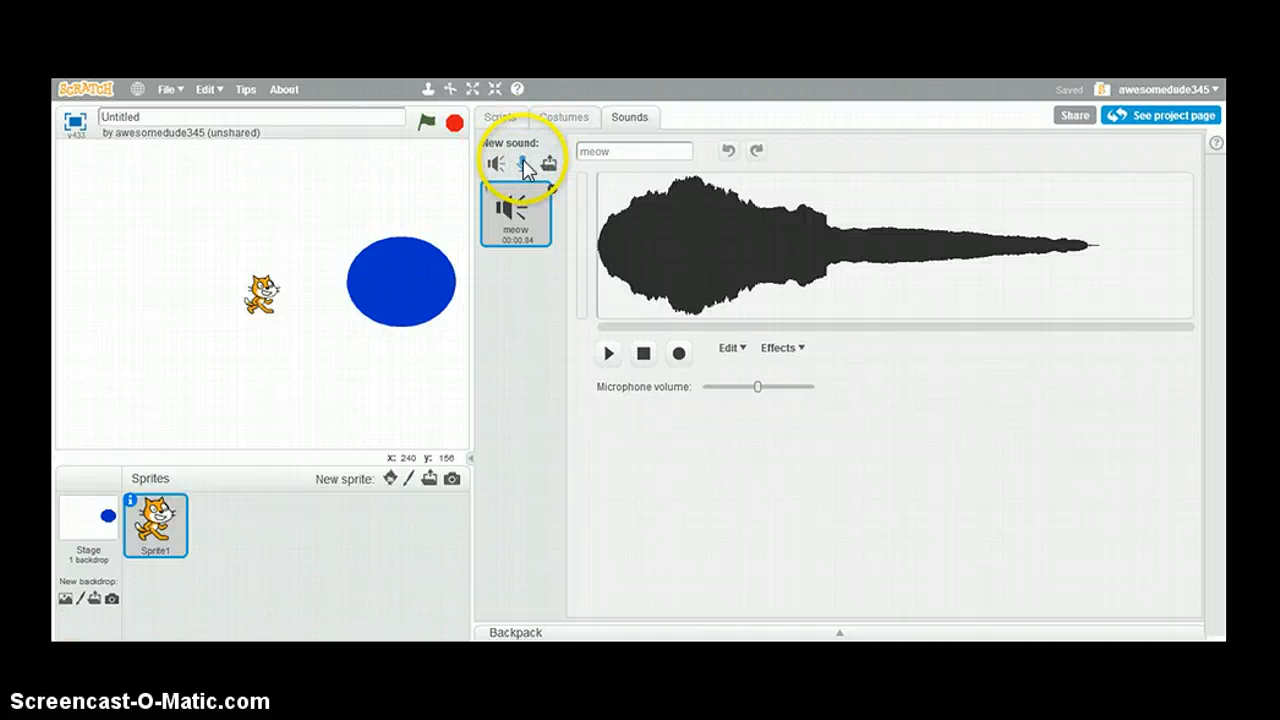 SCRATCH File Edit Tips About Saved awesomedude345
Untitled
by awesomedude345 (unshared)
v433
Scripts Costumes Sounds
Share See project page
New sound:
meow
meow
00:00.84
Edit Effects
Microphone volume:
x: 240 y: 156
Sprites New sprite:
Sprite1
Stage
1 backdrop
New backdrop:
Backpack
Screencast-O-Matic.com